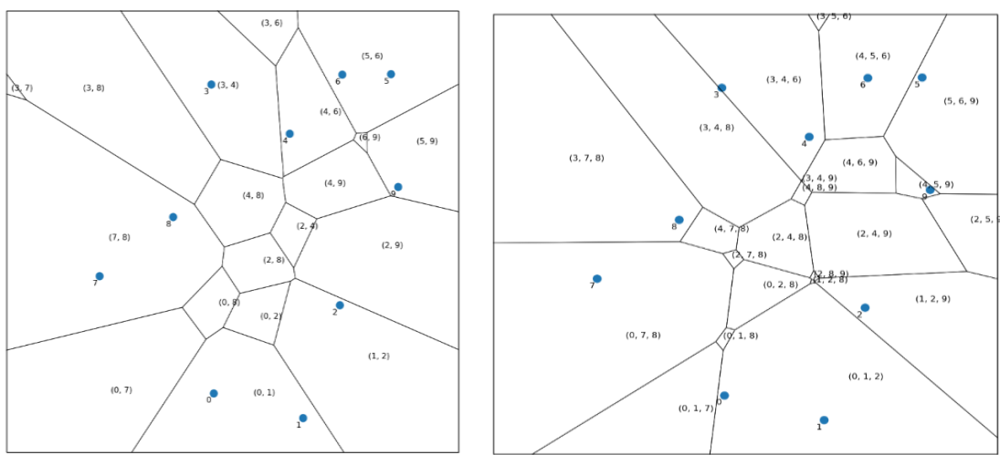 (3, 6)
(5, 6)
(3, 7)
(3, 8)
3
(3, 4)
6
5
(4, 6)
4
(6, 9)
(5, 9)
(4, 9)
9
(4, 8)
8
(2, 4)
(7, 8)
(2, 9)
(2, 8)
7
(0, 8)
2
(0, 2)
(1, 2)
(0, 7)
0
(0, 1)
1
(3, 5, 6)
(4, 5, 6)
(3, 4, 6)
6
5
3
(5, 6, 9)
(3, 4, 8)
4
(3, 7, 8)
(4, 6, 9)
(3, 4, 9)
(4, 8, 9)
(4, 5, 9)
9
8
(4, 7, 8)
(2, 4, 8)
(2, 4, 9)
(2, 5, 9
(2, 7, 8)
7
(2, 8, 9)
(1, 2, 8)
(0, 2, 8)
(1, 2, 9)
2
(0, 7, 8)
(0, 1, 8)
(0, 1, 2)
0
(0, 1, 7)
1